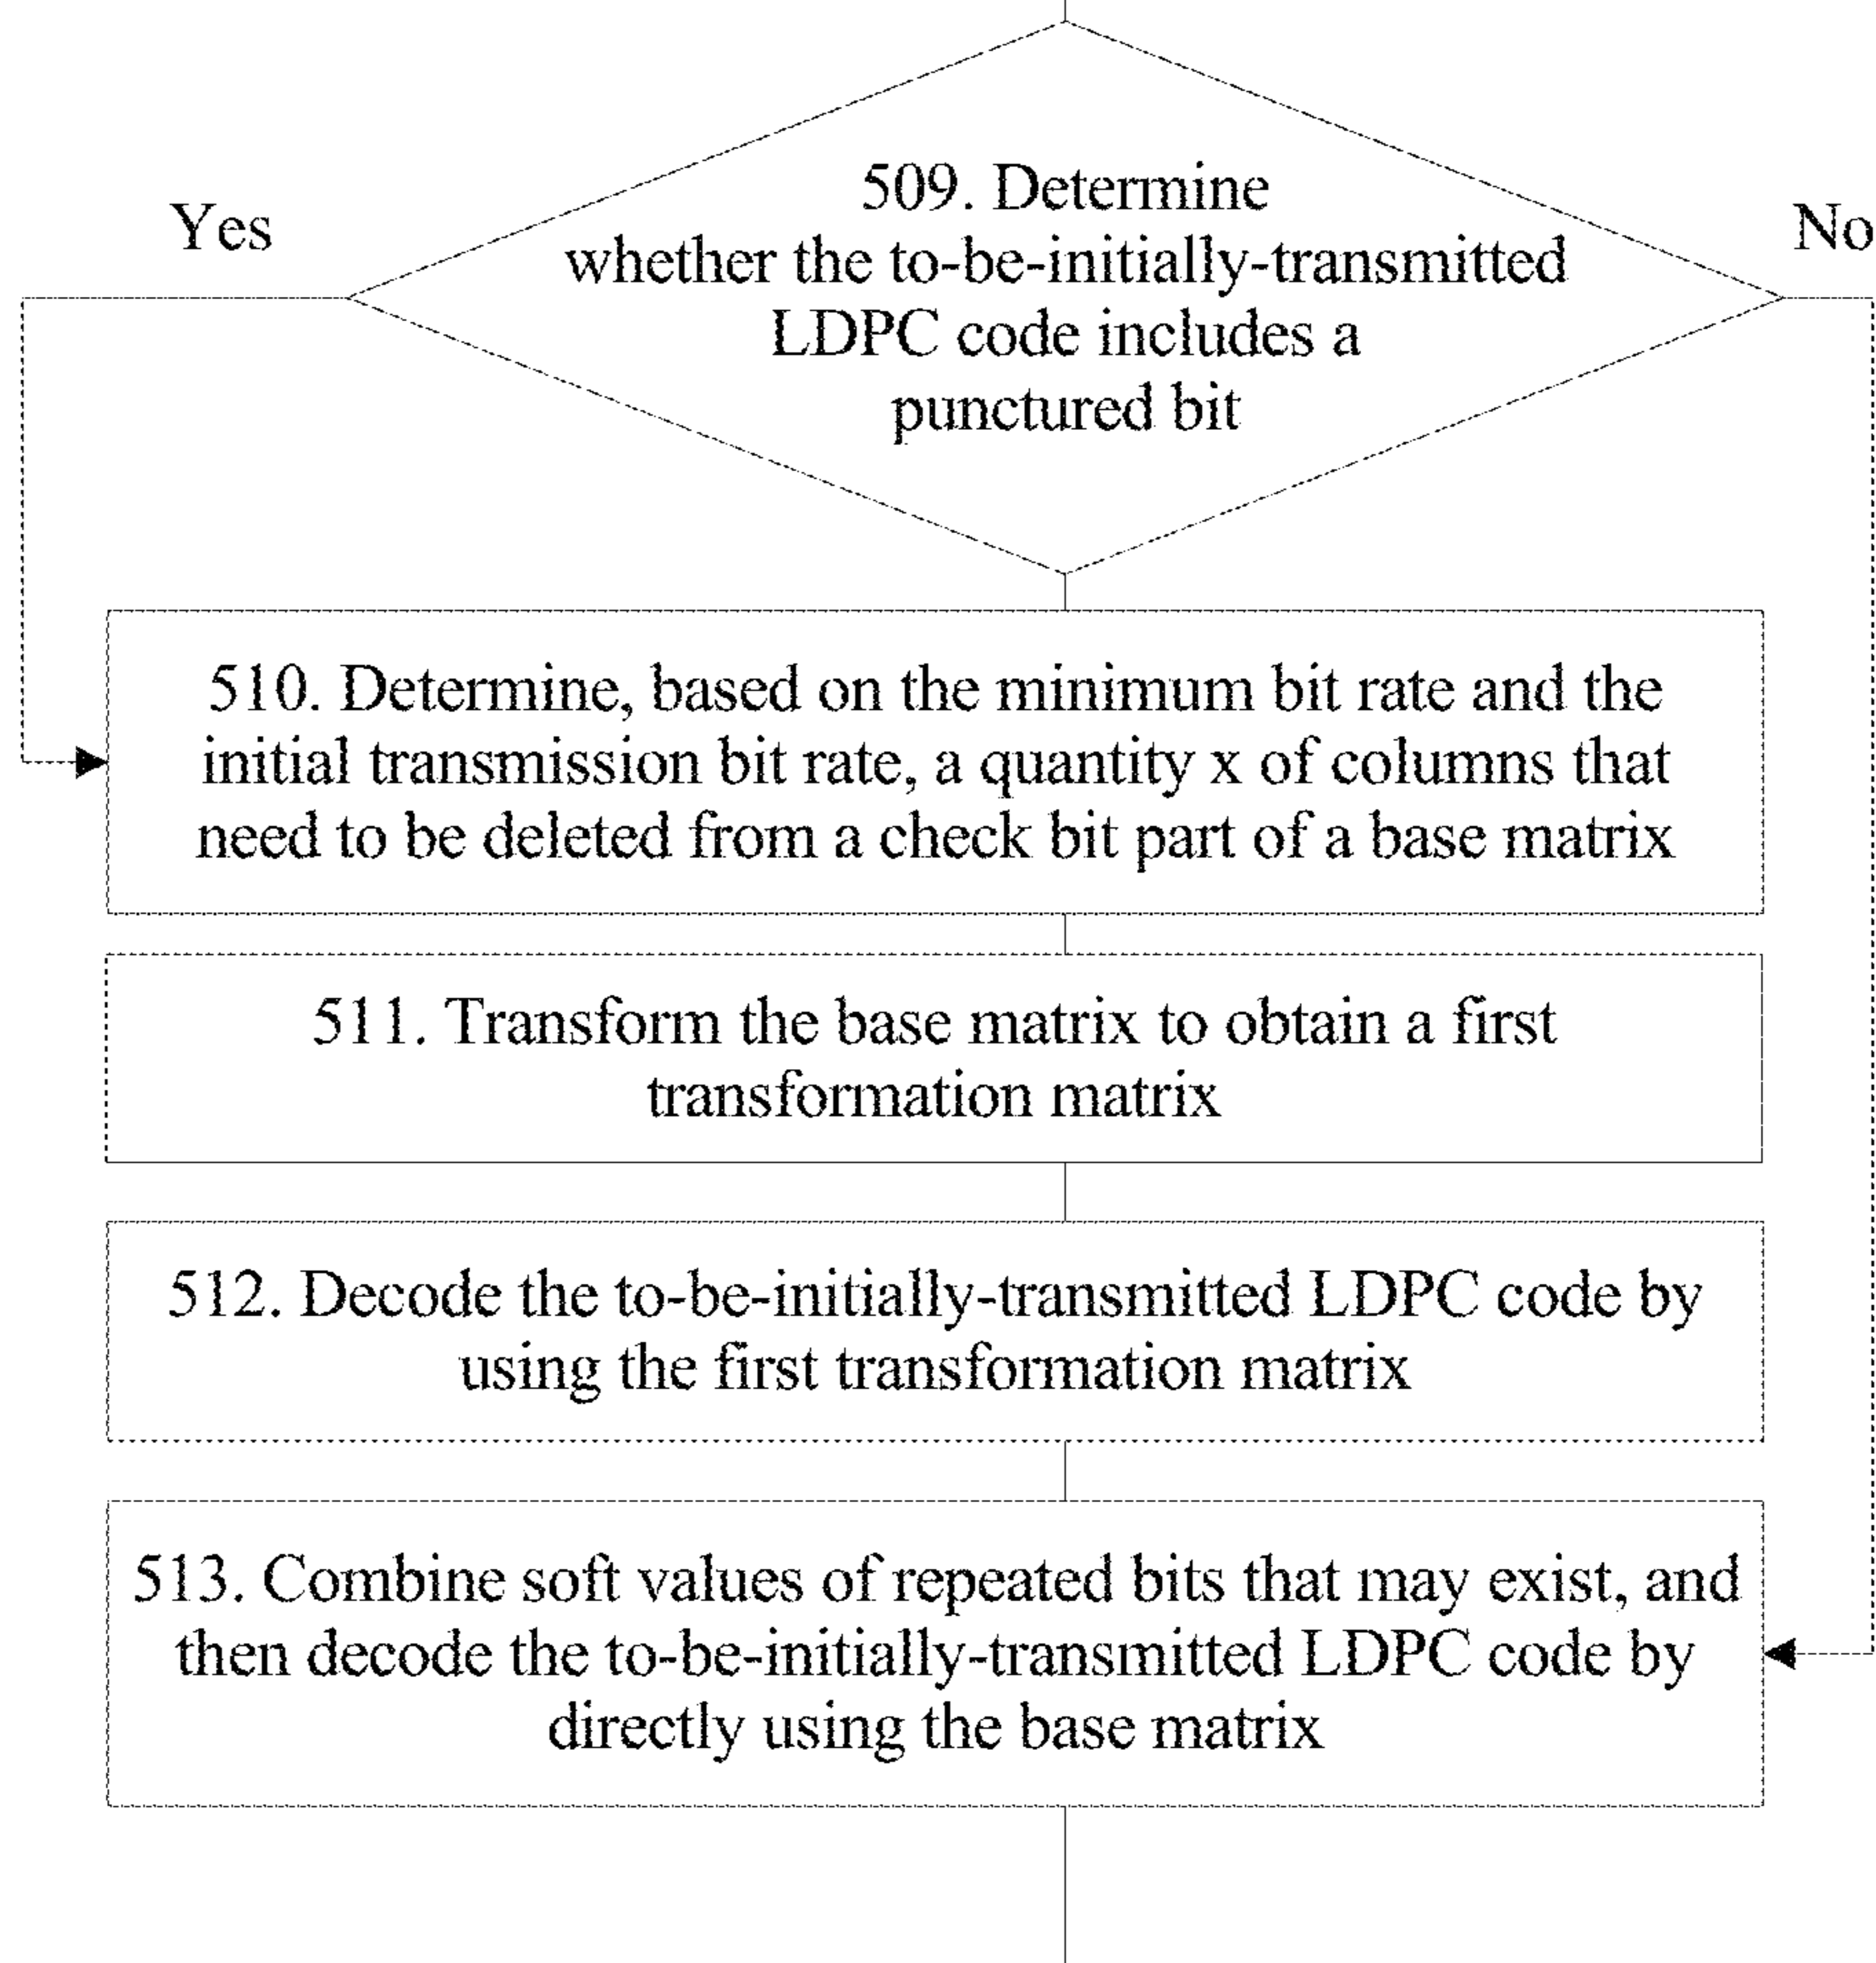 509. Determine
whether the to-be-initially-transmitted
LDPC code includes a
punctured bit
Yes
No
510. Determine, based on the minimum bit rate and the
initial transmission bit rate, a quantity x of columns that
need to be deleted from a check bit part of a base matrix
511. Transform the base matrix to obtain a first
transformation matrix
512. Decode the to-be-initially-transmitted LDPC code by
using the first transformation matrix
513. Combine soft values of repeated bits that may exist, and
then decode the to-be-initially-transmitted LDPC code by
directly using the base matrix